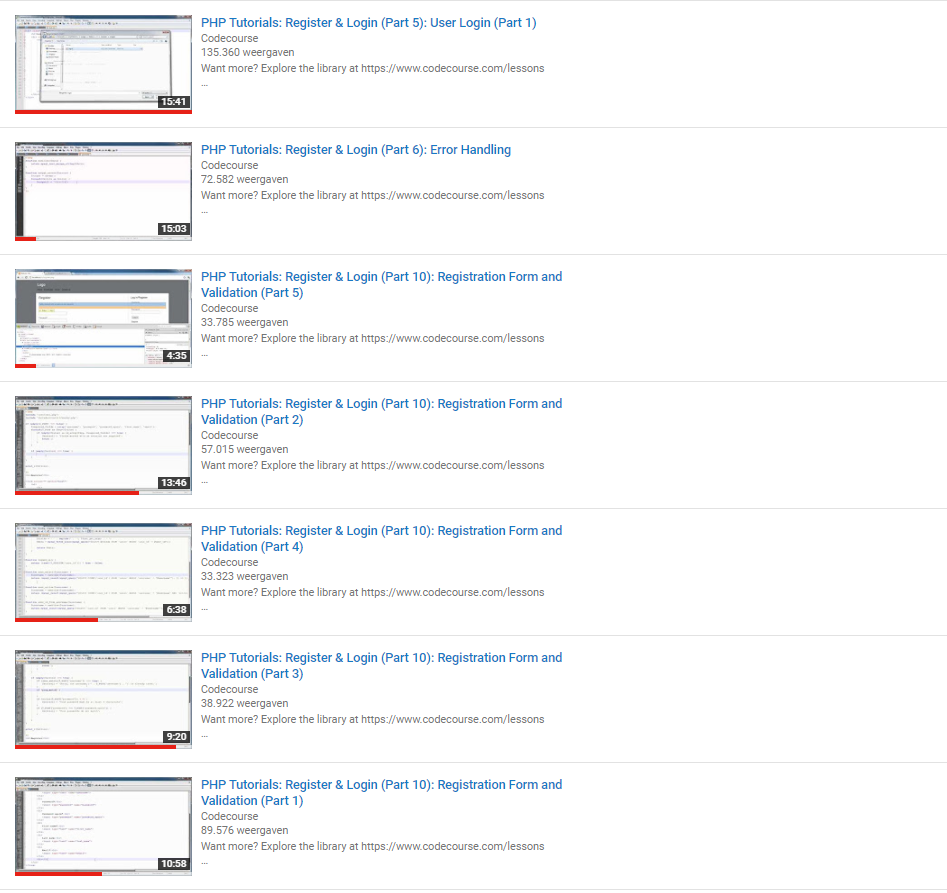 PHP Tutorials: Register & Login (Part 5): User Login (Part 1)
Codecourse
135.360 weergaven
Want more? Explore the library at https://www.codecourse.com/lessons
...
15:41
PHP Tutorials: Register & Login (Part 6): Error Handling
Codecourse
72.582 weergaven
Want more? Explore the library at https://www.codecourse.com/lessons
...
15:03
PHP Tutorials: Register & Login (Part 10): Registration Form and
Validation (Part 5)
Codecourse
33.785 weergaven
Want more? Explore the library at https://www.codecourse.com/lessons
...
4:35
PHP Tutorials: Register & Login (Part 10): Registration Form and
Validation (Part 2)
Codecourse
57.015 weergaven
Want more? Explore the library at https://www.codecourse.com/lessons
...
13:46
PHP Tutorials: Register & Login (Part 10): Registration Form and
Validation (Part 4)
Codecourse
33.323 weergaven
Want more? Explore the library at https://www.codecourse.com/lessons
...
6:38
PHP Tutorials: Register & Login (Part 10): Registration Form and
Validation (Part 3)
Codecourse
38.922 weergaven
Want more? Explore the library at https://www.codecourse.com/lessons
...
9:20
PHP Tutorials: Register & Login (Part 10): Registration Form and
Validation (Part 1)
Codecourse
89.576 weergaven
Want more? Explore the library at https://www.codecourse.com/lessons
...
10:58